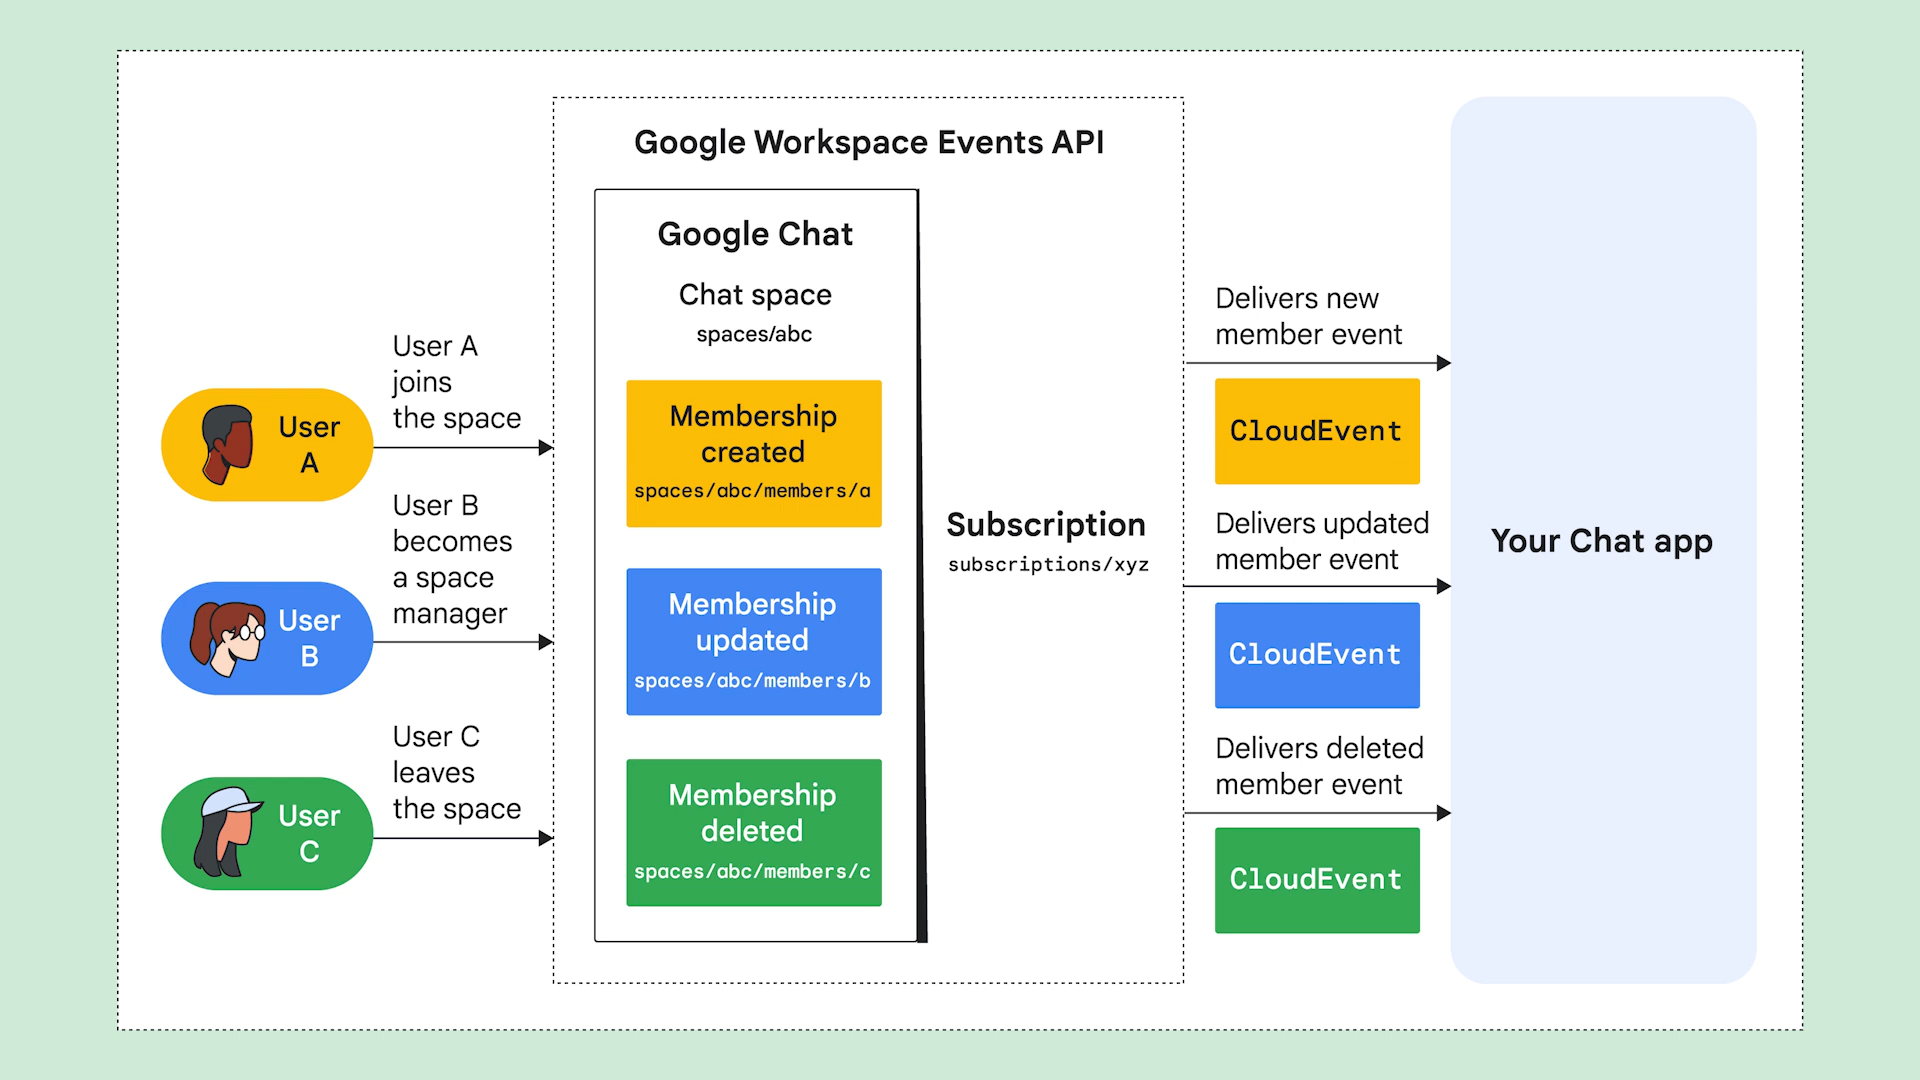 Google Workspace Events API
Google Chat
Chat space
spaces/abc
User A
joins
the space
User
A
Membership
created
spaces/abc/members/a
User B
becomes
a space
manager
User
B
Membership
updated
spaces/abc/members/b
User C
leaves
the space
User
C
Membership
deleted
spaces/abc/members/c
Subscription
subscriptions/xyz
Delivers new
member event
CloudEvent
Delivers updated
member event
CloudEvent
Delivers deleted
member event
CloudEvent
Your Chat app